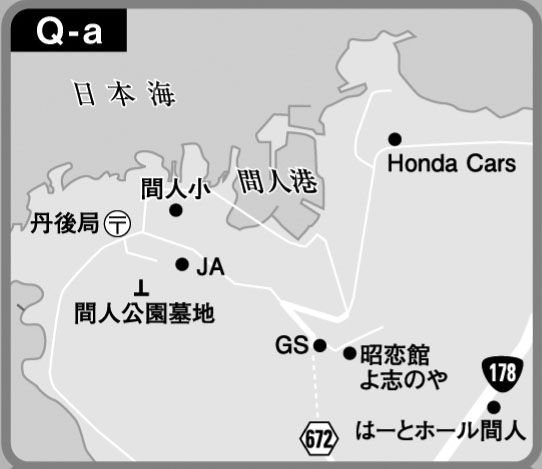 Q-a
日本海
Honda Cars
間人小
間人港
丹後局
〒
JA
間人公園墓地
GS
昭恋館
よ志のや
178
はーとホール間人
672